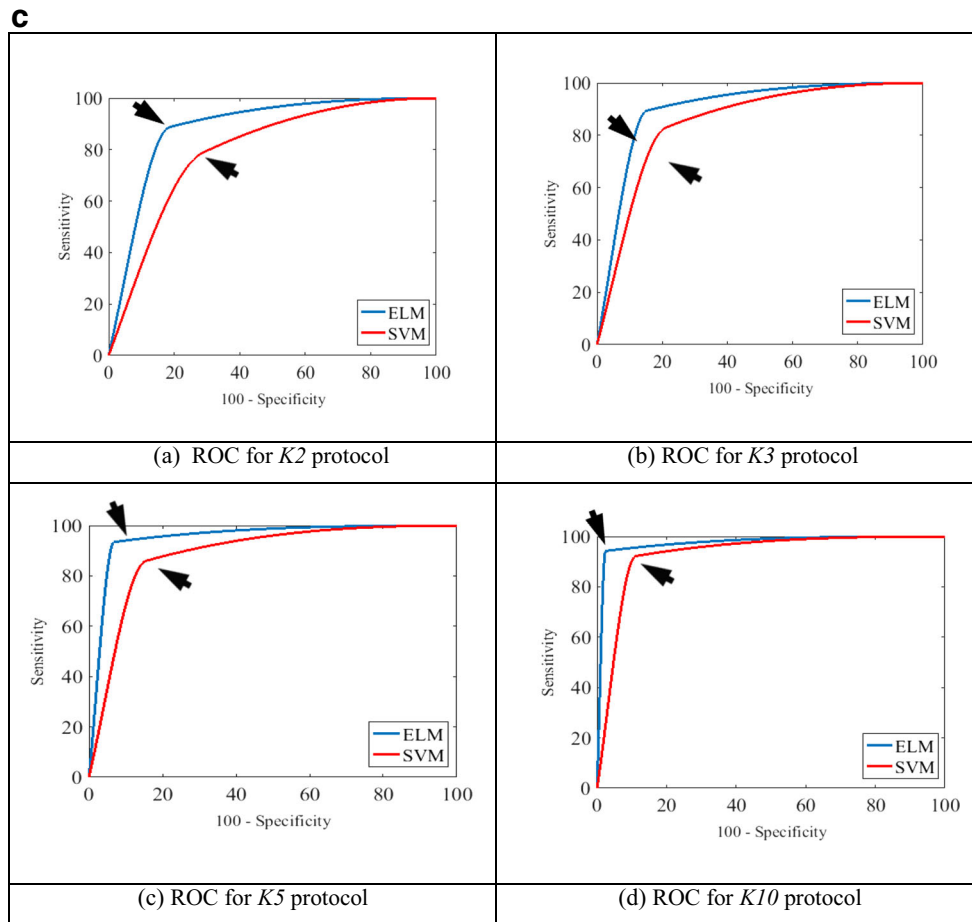 c
100
80
60
40
20
0
Sensitivity
0 20 40 60 80 100
100 - Specificity
ELM
SVM
(a) ROC for K2 protocol
100
80
60
40
20
0
Sensitivity
0 20 40 60 80 100
100 - Specificity
ELM
SVM
(b) ROC for K3 protocol
100
80
60
40
20
0
Sensitivity
0 20 40 60 80 100
100 - Specificity
ELM
SVM
(c) ROC for K5 protocol
100
80
60
40
20
0
Sensitivity
0 20 40 60 80 100
100 - Specificity
ELM
SVM
(d) ROC for K10 protocol